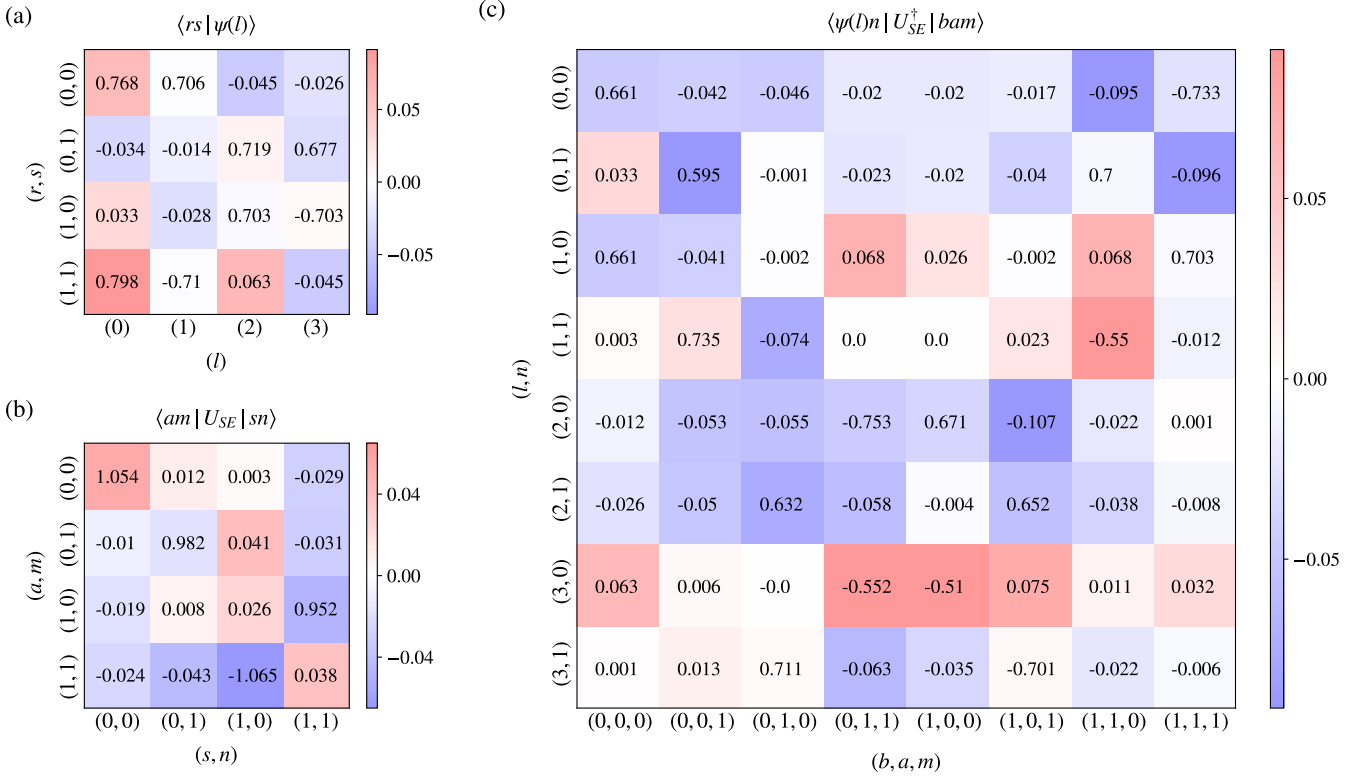 (a)
⟨rs|ψ(l)⟩
(r, s)
(0, 0) 0.768 0.706 -0.045 -0.026
(0, 1) -0.034 -0.014 0.719 0.677
(1, 0) 0.033 -0.028 0.703 -0.703
(1, 1) 0.798 -0.71 0.063 -0.045
(0) (1) (2) (3)
(l)
0.05
0.00
−0.05
(b)
⟨am|U_SE|sn⟩
(a, m)
(0, 0) 1.054 0.012 0.003 -0.029
(0, 1) -0.01 0.982 0.041 -0.031
(1, 0) -0.019 0.008 0.026 0.952
(1, 1) -0.024 -0.043 -1.065 0.038
(0, 0) (0, 1) (1, 0) (1, 1)
(s, n)
0.04
0.00
−0.04
(c)
⟨ψ(l)n|U†_SE|bam⟩
(l, n)
(0, 0) 0.661 -0.042 -0.046 -0.02 -0.02 -0.017 -0.095 -0.733
(0, 1) 0.033 0.595 -0.001 -0.023 -0.02 -0.04 0.7 -0.096
(1, 0) 0.661 -0.041 -0.002 0.068 0.026 -0.002 0.068 0.703
(1, 1) 0.003 0.735 -0.074 0.0 0.0 0.023 -0.55 -0.012
(2, 0) -0.012 -0.053 -0.055 -0.753 0.671 -0.107 -0.022 0.001
(2, 1) -0.026 -0.05 0.632 -0.058 -0.004 0.652 -0.038 -0.008
(3, 0) 0.063 0.006 -0.0 -0.552 -0.51 0.075 0.011 0.032
(3, 1) 0.001 0.013 0.711 -0.063 -0.035 -0.701 -0.022 -0.006
(0, 0, 0) (0, 0, 1) (0, 1, 0) (0, 1, 1) (1, 0, 0) (1, 0, 1) (1, 1, 0) (1, 1, 1)
(b, a, m)
0.05
0.00
−0.05